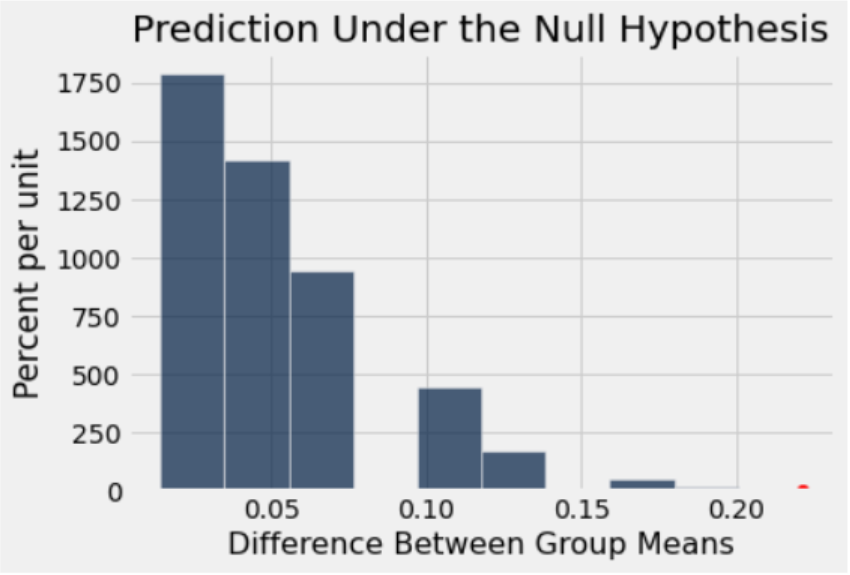 Prediction Under the Null Hypothesis
Percent per unit
1750
1500
1250
1000
750
500
250
0
0.05 0.10 0.15 0.20
Difference Between Group Means